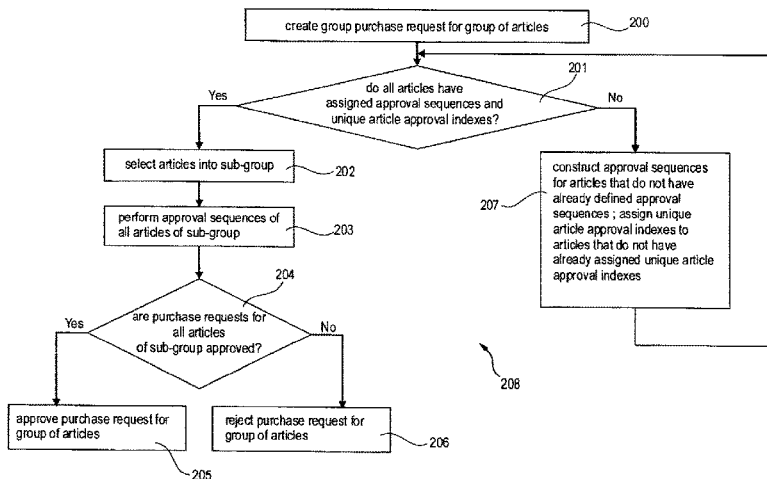 create group purchase request for group of articles
200
201
do all articles have
assigned approval sequences and
unique article approval indexes?
Yes
No
select articles into sub-group
202
perform approval sequences of
all articles of sub-group
203
construct approval sequences
for articles that do not have
already defined approval
sequences ; assign unique
article approval indexes to
articles that do not have
already assigned unique article
approval indexes
207
204
are purchase requests for
all articles
of sub-group approved?
Yes
No
208
approve purchase request for
group of articles
205
reject purchase request for
group of articles
206